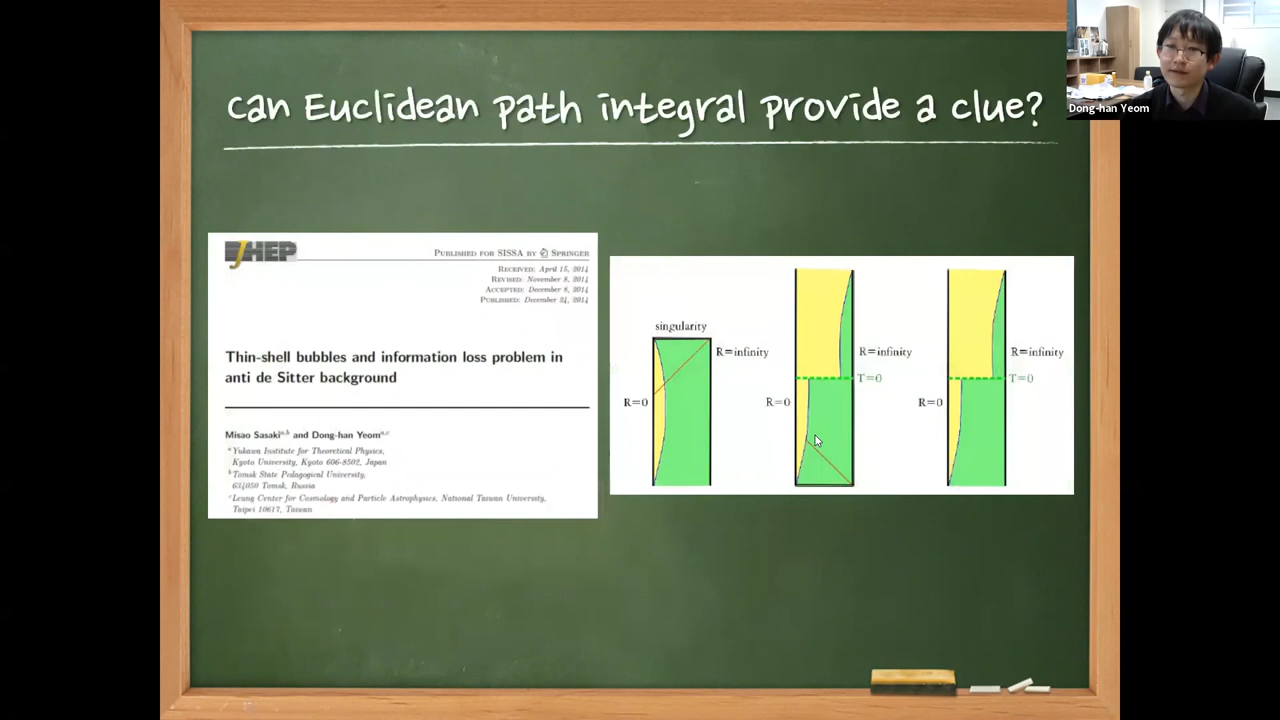 Can Euclidean path integral provide a clue?
Dong-han Yeom
JHEP
PUBLISHED FOR SISSA BY SPRINGER
RECEIVED: April 15, 2014
REVISED: November 8, 2014
ACCEPTED: December 8, 2014
PUBLISHED: December 24, 2014
Thin-shell bubbles and information loss problem in
anti de Sitter background
Misao Sasaki a,b and Dong-han Yeom a,c
a Yukawa Institute for Theoretical Physics,
Kyoto University, Kyoto 606-8502, Japan
b Tomsk State Pedagogical University,
634050 Tomsk, Russia
c Leung Center for Cosmology and Particle Astrophysics, National Taiwan University,
Taipei 10617, Taiwan
singularity
R=infinity
R=0
R=infinity
T=0
R=0
R=infinity
T=0
R=0